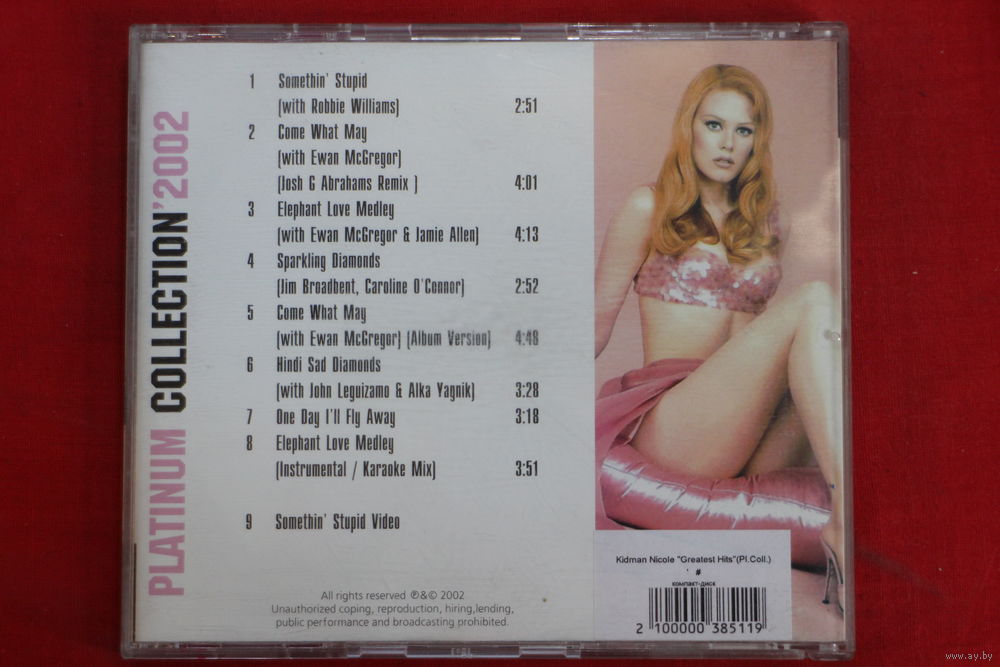 PLATINUM COLLECTION'2002
1 Somethin' Stupid
(with Robbie Williams) 2:51
2 Come What May
(with Ewan McGregor)
(Josh G Abrahams Remix ) 4:01
3 Elephant Love Medley
(with Ewan McGregor & Jamie Allen) 4:13
4 Sparkling Diamonds
(Jim Broadbent, Caroline O'Connor) 2:52
5 Come What May
(with Ewan McGregor) (Album Version) 4:48
6 Hindi Sad Diamonds
(with John Leguizamo & Alka Yagnik) 3:28
7 One Day I'll Fly Away 3:18
8 Elephant Love Medley
(Instrumental / Karaoke Mix) 3:51
9 Somethin' Stupid Video
All rights reserved ℗&© 2002
Unauthorized coping, reproduction, hiring,lending,
public performance and broadcasting prohibited.
Kidman Nicole "Greatest Hits"(Pl.Coll.)
' #
компакт-диск
2 100000 385119
www.ay.by